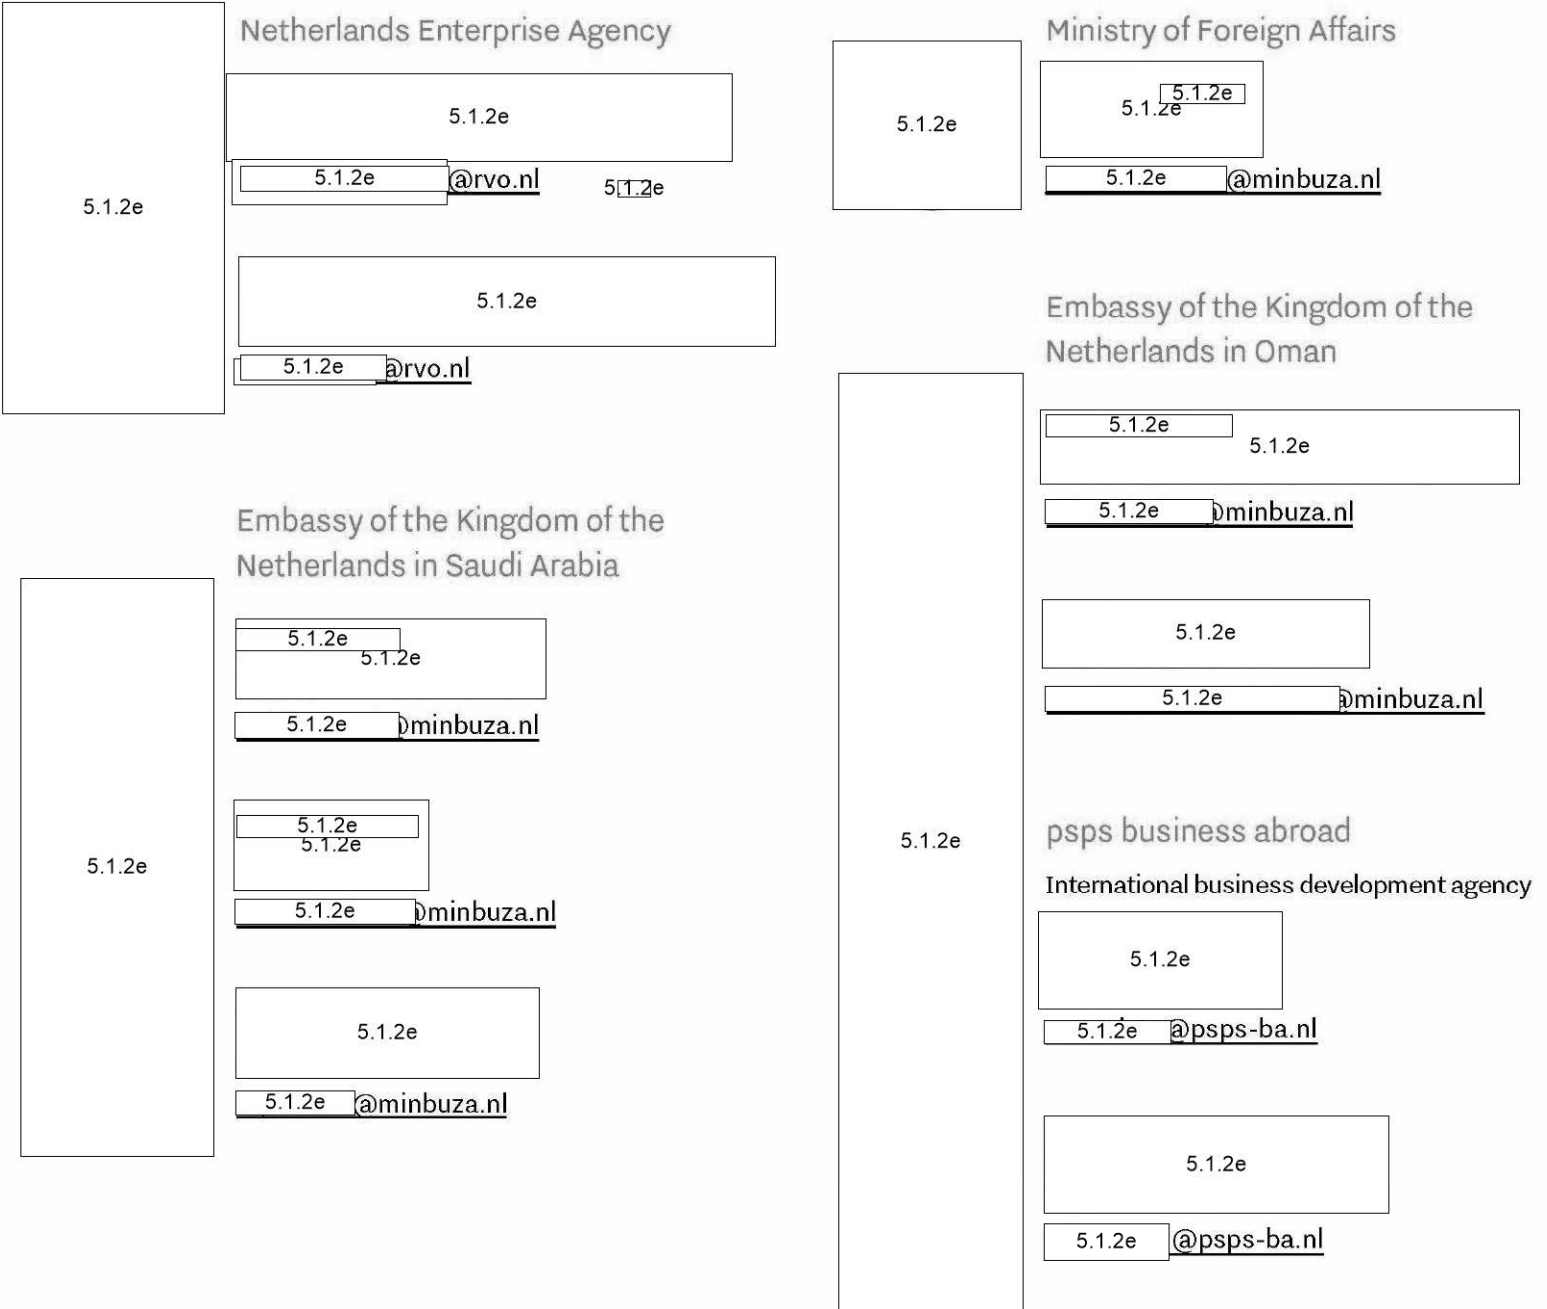 Netherlands Enterprise Agency
5.1.2e
5.1.2e
5.1.2e @rvo.nl 5.1.2e
5.1.2e
5.1.2e @rvo.nl
Embassy of the Kingdom of the
Netherlands in Saudi Arabia
5.1.2e
5.1.2e
5.1.2e @minbuza.nl
5.1.2e
5.1.2e
5.1.2e
5.1.2e @minbuza.nl
5.1.2e
5.1.2e @minbuza.nl
Ministry of Foreign Affairs
5.1.2e
5.1.2e
5.1.2e
5.1.2e @minbuza.nl
Embassy of the Kingdom of the
Netherlands in Oman
5.1.2e
5.1.2e
5.1.2e @minbuza.nl
5.1.2e
5.1.2e @minbuza.nl
5.1.2e
psps business abroad
International business development agency
5.1.2e
5.1.2e @psps-ba.nl
5.1.2e
5.1.2e @psps-ba.nl